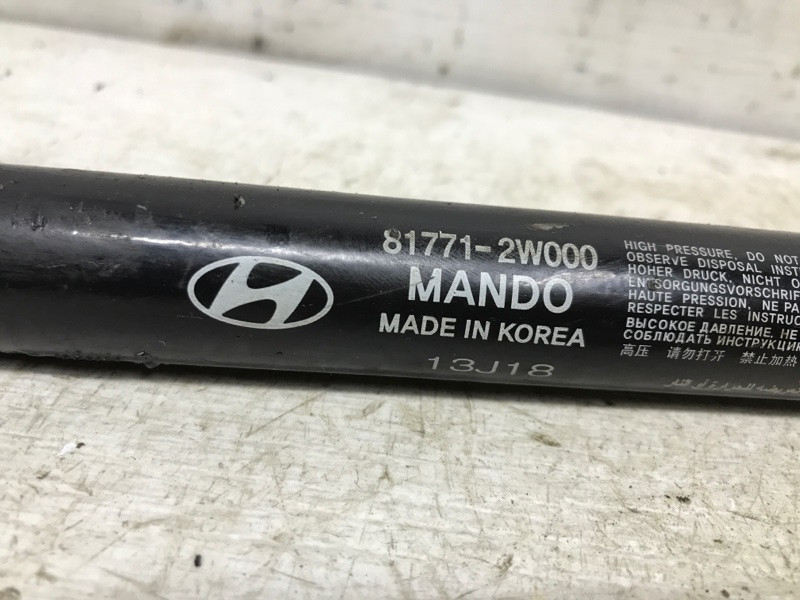 81771-2W000
MANDO
MADE IN KOREA
13J18
HIGH PRESSURE, DO NOT
OBSERVE DISPOSAL INST
HOHER DRUCK, NICHT O
ENTSORGUNGSVORSCHRIF
HAUTE PRESSION, NE PA
RESPECTER LES INSTRUC
ВЫСОКОЕ ДАВЛЕНИЕ, НЕ
СОБЛЮДАТЬ ИНСТРУКЦИ
高压 请勿打开 禁止加热